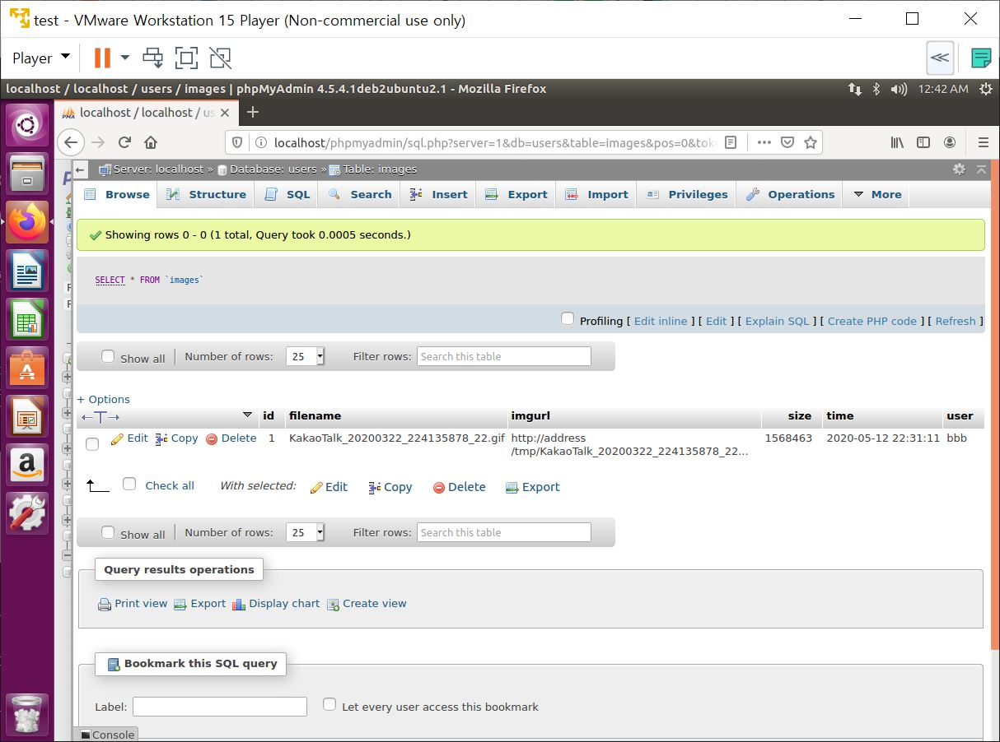 test - VMware Workstation 15 Player (Non-commercial use only)
Player
localhost / localhost / users / images | phpMyAdmin 4.5.4.1deb2ubuntu2.1 - Mozilla Firefox
12:42 AM
localhost / localhost / us
localhost/phpmyadmin/sql.php?server=1&db=users&table=images&pos=0&tok
Server: localhost » Database: users » Table: images
Browse Structure SQL Search Insert Export Import Privileges Operations More
Showing rows 0 - 0 (1 total, Query took 0.0005 seconds.)
SELECT * FROM `images`
Profiling [ Edit inline ] [ Edit ] [ Explain SQL ] [ Create PHP code ] [ Refresh ]
Show all Number of rows: 25 Filter rows: Search this table
+ Options
id filename imgurl size time user
Edit Copy Delete 1 KakaoTalk_20200322_224135878_22.gif http://address 1568463 2020-05-12 22:31:11 bbb
/tmp/KakaoTalk_20200322_224135878_22...
Check all With selected: Edit Copy Delete Export
Show all Number of rows: 25 Filter rows: Search this table
Query results operations
Print view Export Display chart Create view
Bookmark this SQL query
Label: Let every user access this bookmark
Console